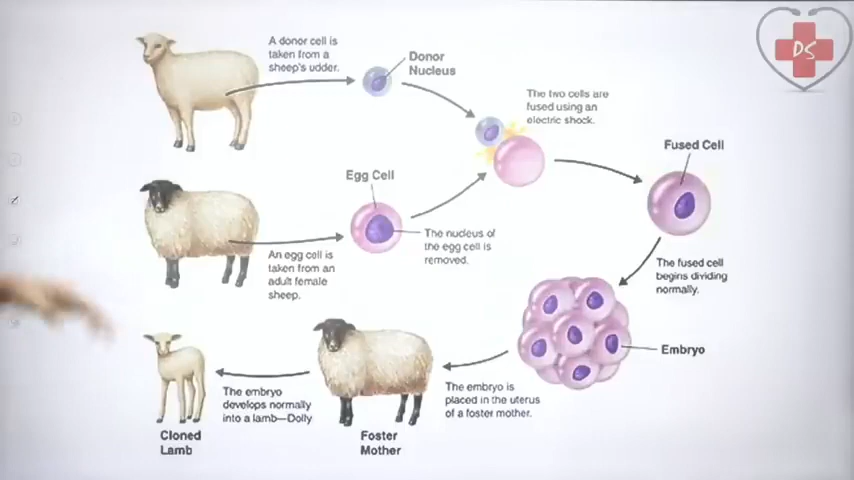 A donor cell is
taken from a
sheep's udder.
Donor
Nucleus
The two cells are
fused using an
electric shock.
DS
Fused Cell
Egg Cell
The nucleus of
the egg cell is
removed.
An egg cell is
taken from an
adult female
sheep.
The fused cell
begins dividing
normally.
Embryo
The embryo is
placed in the uterus
of a foster mother.
The embryo
develops normally
into a lamb—Dolly
Foster
Mother
Cloned
Lamb